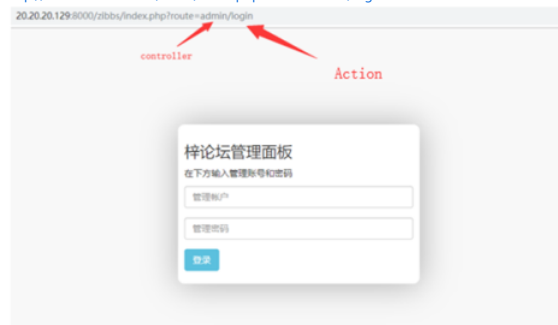 20.20.20.129:8000/zibbs/index.php?route=admin/login
controller
Action
梓论坛管理面板
在下方输入管理账号和密码
管理帐户
管理密码
登录